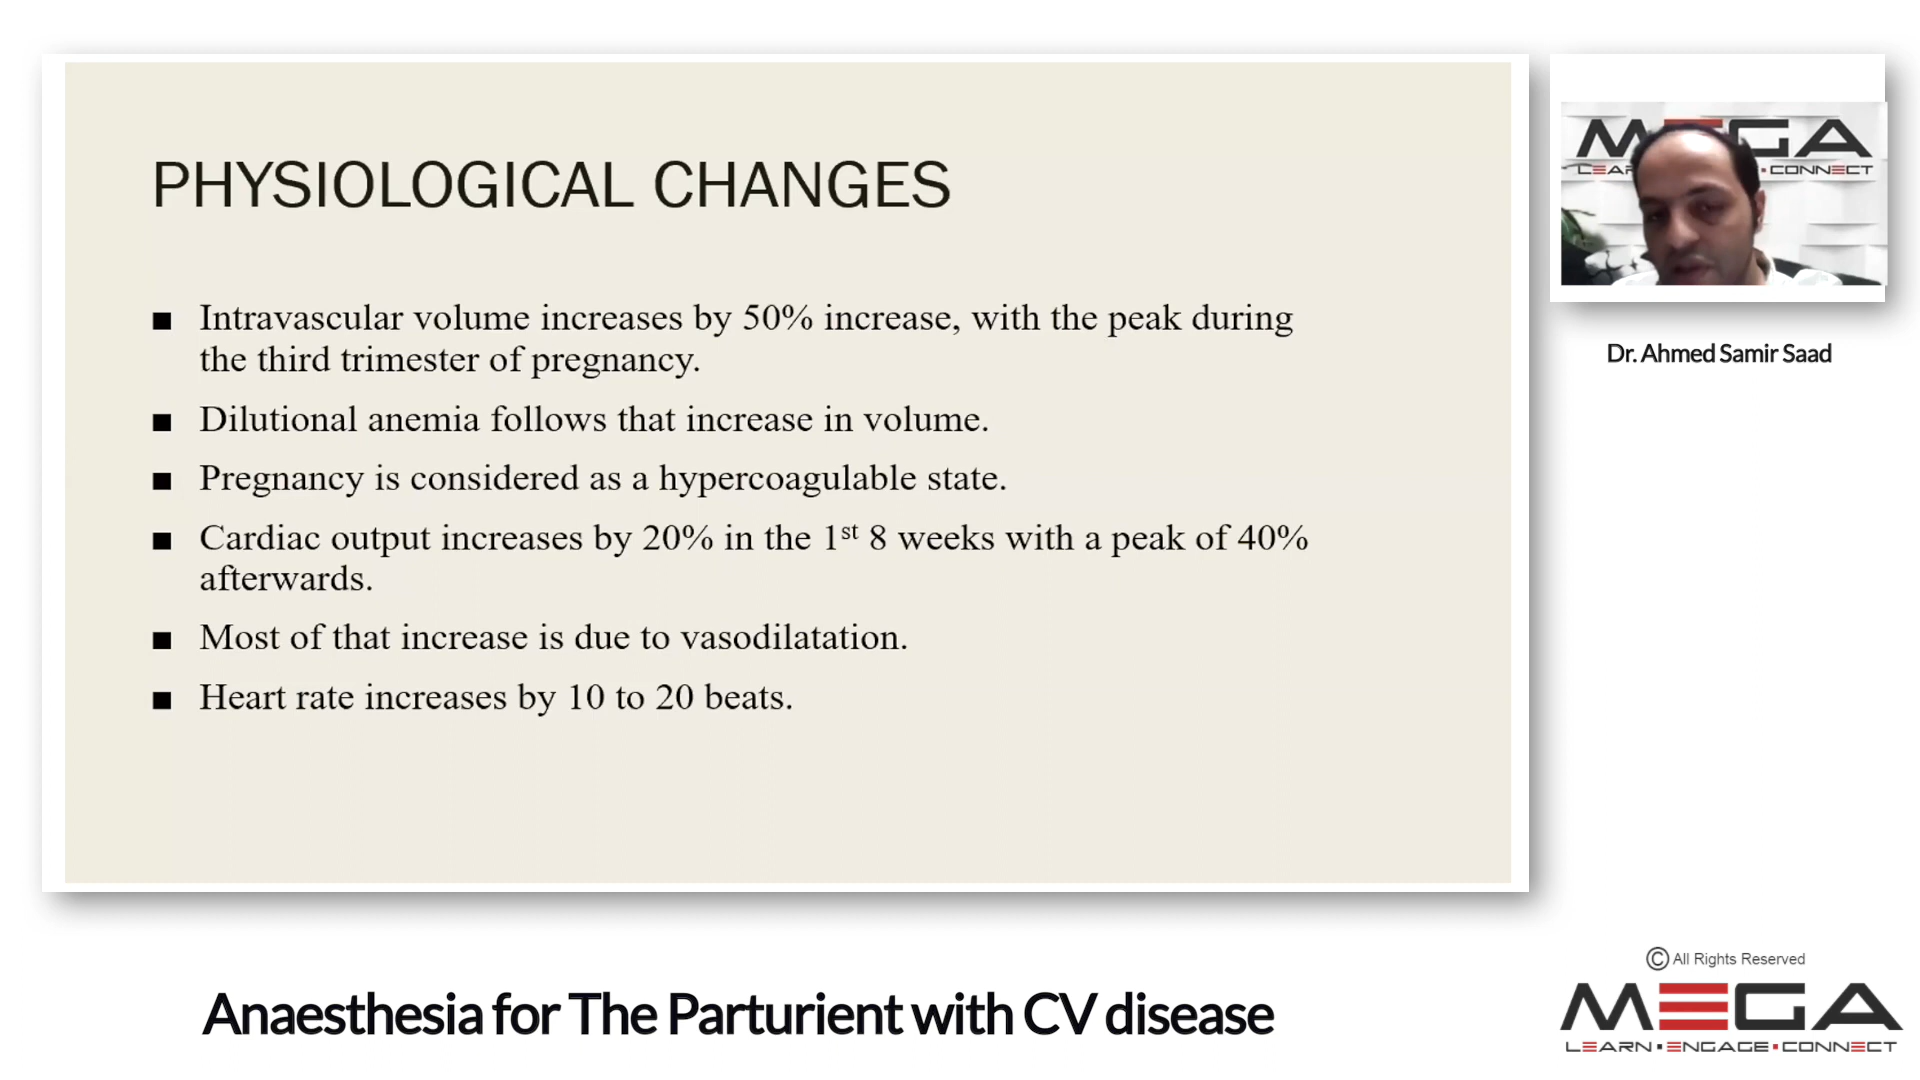 PHYSIOLOGICAL CHANGES
■ Intravascular volume increases by 50% increase, with the peak during
the third trimester of pregnancy.
■ Dilutional anemia follows that increase in volume.
■ Pregnancy is considered as a hypercoagulable state.
■ Cardiac output increases by 20% in the 1st 8 weeks with a peak of 40%
afterwards.
■ Most of that increase is due to vasodilatation.
■ Heart rate increases by 10 to 20 beats.
CONNECT
Dr. Ahmed Samir Saad
Anaesthesia for The Parturient with CV disease
© All Rights Reserved
MEGA
LEARN ▪ ENGAGE ▪ CONNECT